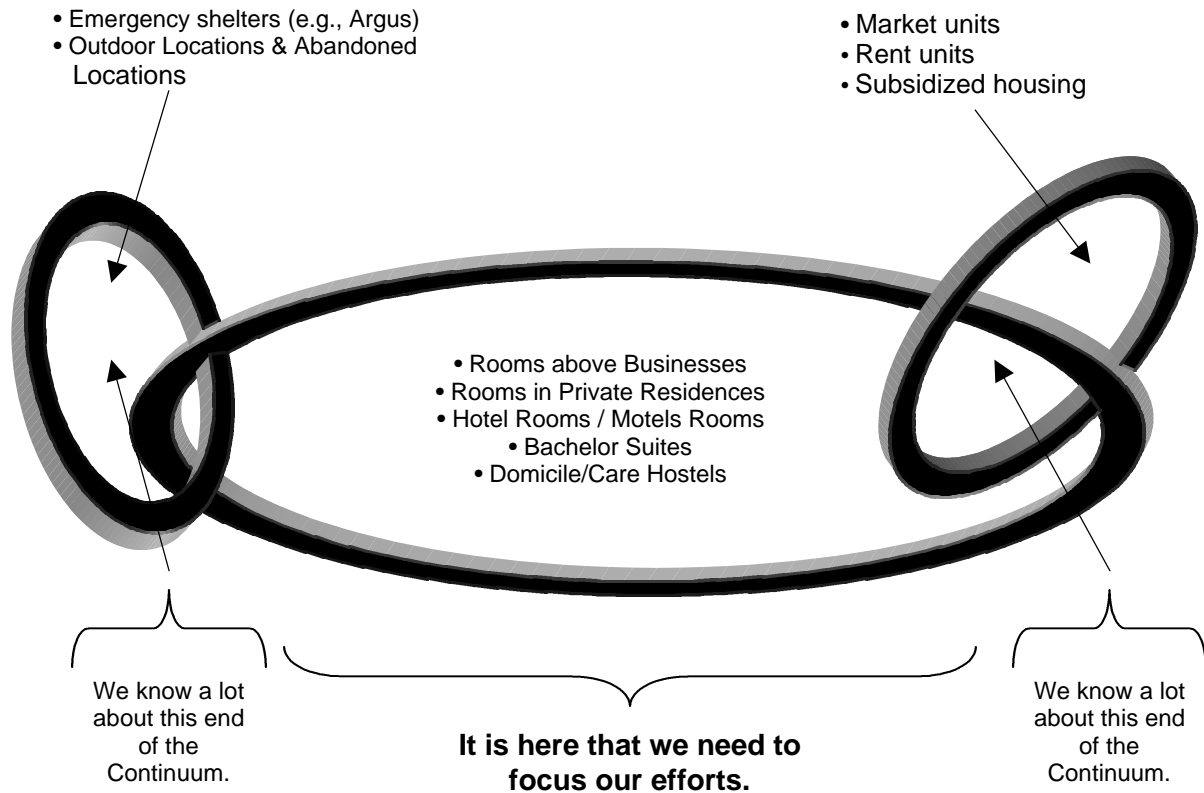 • Emergency shelters (e.g., Argus)
• Outdoor Locations & Abandoned
Locations
• Market units
• Rent units
• Subsidized housing
• Rooms above Businesses
• Rooms in Private Residences
• Hotel Rooms / Motels Rooms
• Bachelor Suites
• Domicile/Care Hostels
We know a lot
about this end
of the
Continuum.
It is here that we need to
focus our efforts.
We know a lot
about this end
of the
Continuum.